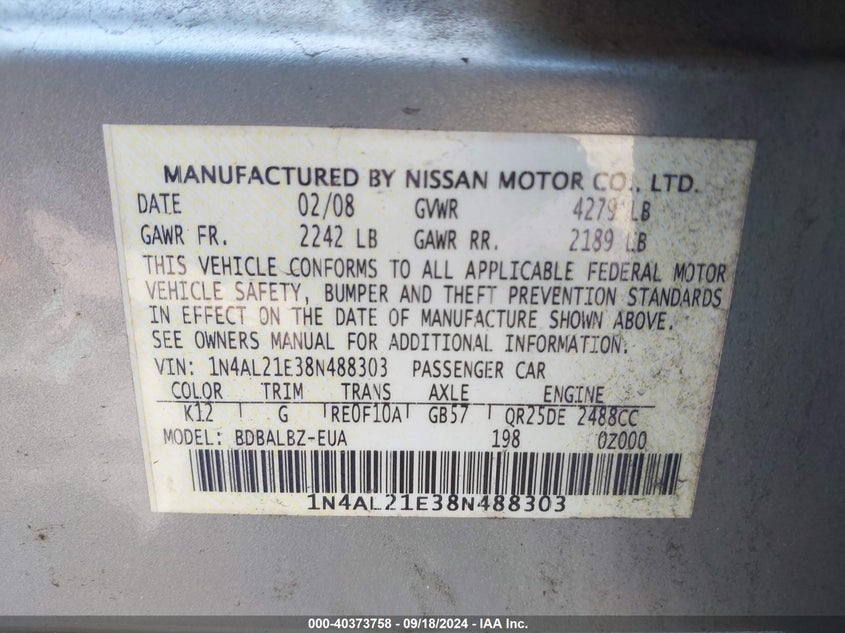 MANUFACTURED BY NISSAN MOTOR CO., LTD.
DATE 02/08 GVWR 4279 LB
GAWR FR. 2242 LB GAWR RR. 2189 LB
THIS VEHICLE CONFORMS TO ALL APPLICABLE FEDERAL MOTOR
VEHICLE SAFETY, BUMPER AND THEFT PREVENTION STANDARDS
IN EFFECT ON THE DATE OF MANUFACTURE SHOWN ABOVE.
SEE OWNERS MANUAL FOR ADDITIONAL INFORMATION.
VIN: 1N4AL21E38N488303 PASSENGER CAR
COLOR TRIM TRANS AXLE ENGINE
K12 G RE0F10A GB57 QR25DE 2488CC
MODEL: BDBALBZ-EUA 198 0Z000
1N4AL21E38N488303
000-40373758 - 09/18/2024 - IAA Inc.